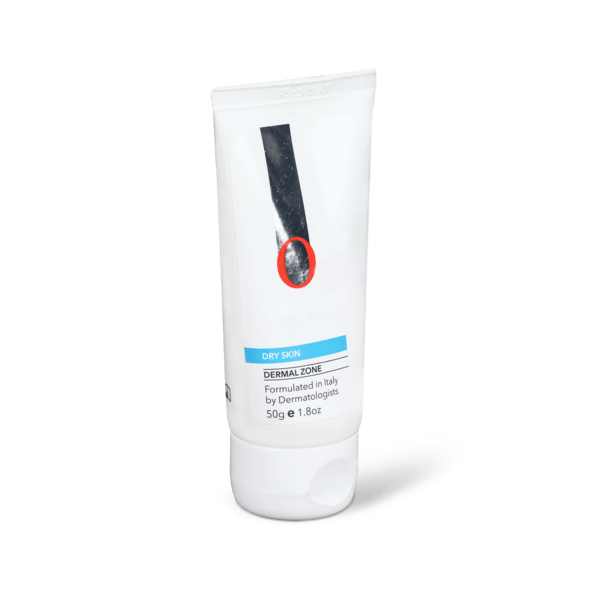 O
DRY SKIN
DERMAL ZONE
Formulated in Italy
by Dermatologists
50g e 1.8oz